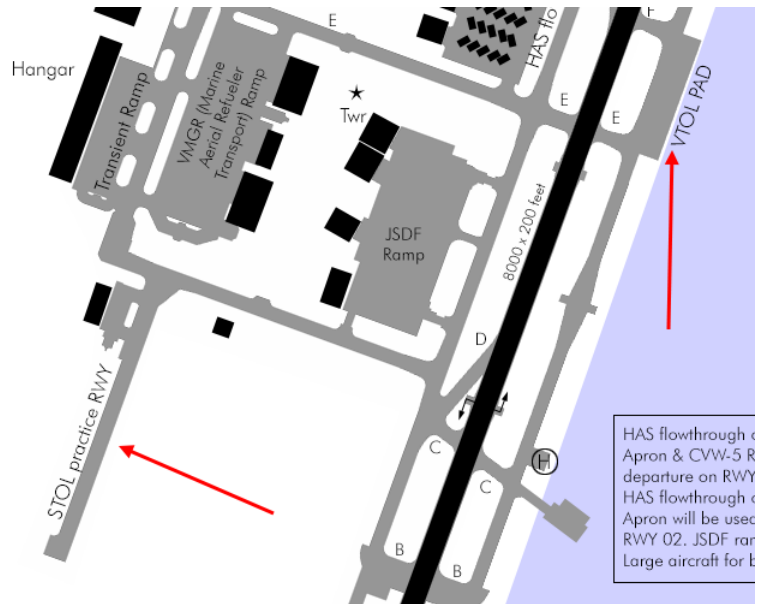 E
F
HAS flo
Hangar
Transient Ramp
VMGR (Marine
Aerial Refueler
Transport) Ramp
Twr
E
E
VTOL PAD
8000 x 200 feet
JSDF
Ramp
D
STOL practice RWY
C
H
C
B
B
HAS flowthrough
Apron & CVW-5 R
departure on RWY
HAS flowthrough
Apron will be used
RWY 02. JSDF
Large aircraft for